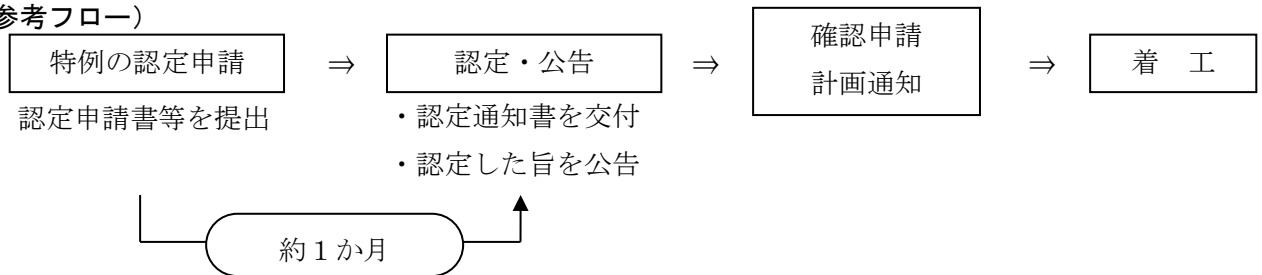 参考フロー）
特例の認定申請 ⇒ 認定・公告 ⇒ 確認申請 計画通知 ⇒ 着　工
認定申請書等を提出
・認定通知書を交付
・認定した旨を公告
約１か月